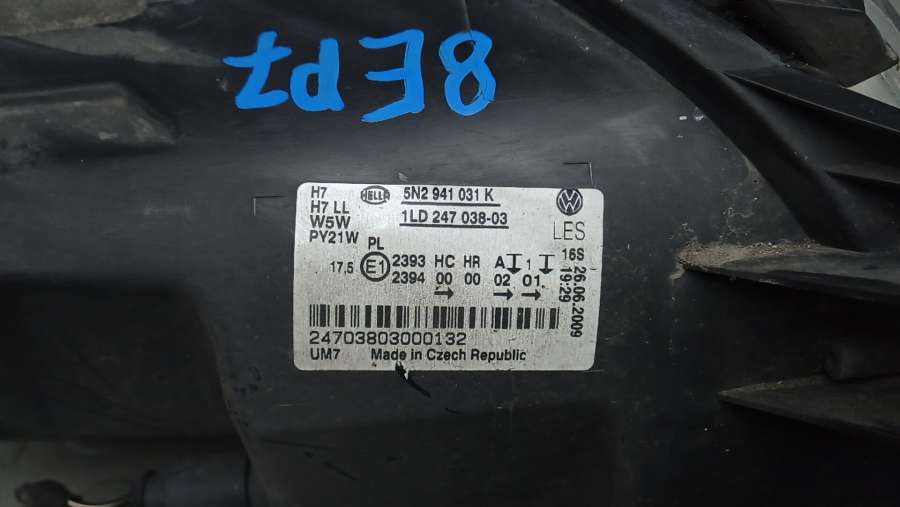 8EP7
H7 HELLA 5N2 941 031 K
H7 LL 1LD 247 038-03
W5W LES
PY21W PL
17,5 E1 2393 HC HR A 1
2394 00 00 02 01.
16S 26.06.2009
19:29
24703803000132
UM7 Made in Czech Republic